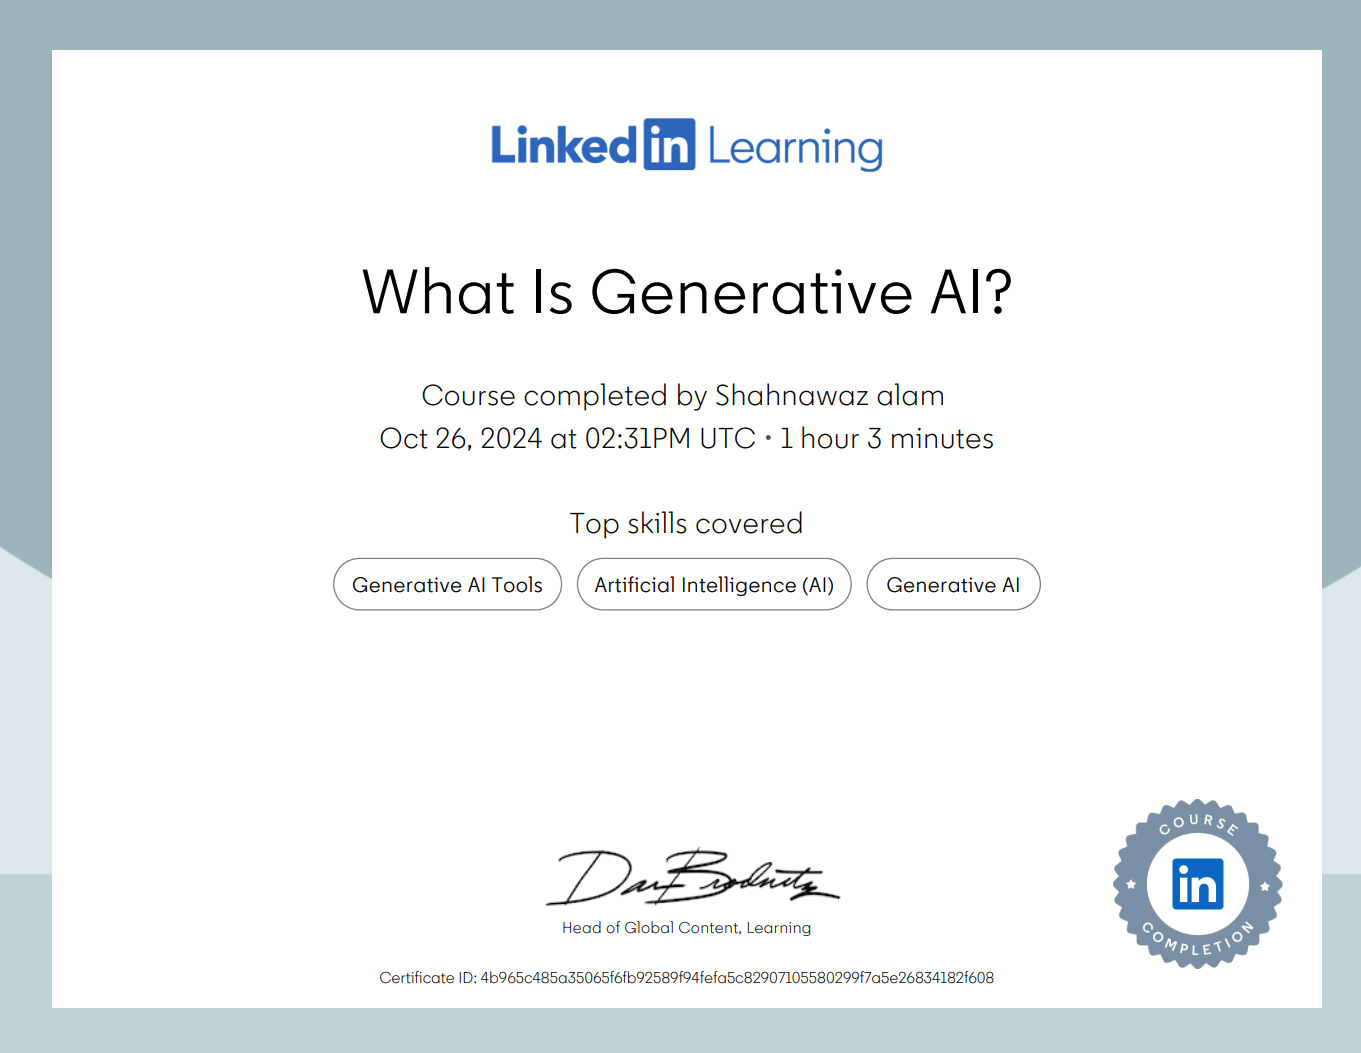 Linked in Learning
What Is Generative AI?
Course completed by Shahnawaz alam
Oct 26, 2024 at 02:31PM UTC • 1 hour 3 minutes
Top skills covered
Generative AI Tools Artificial Intelligence (AI) Generative AI
Dan Brodnitz
Head of Global Content, Learning
Certificate ID: 4b965c485a35065f6fb92589f94fefa5c82907105580299f7a5e26834182f608
COURSE
in
COMPLETION